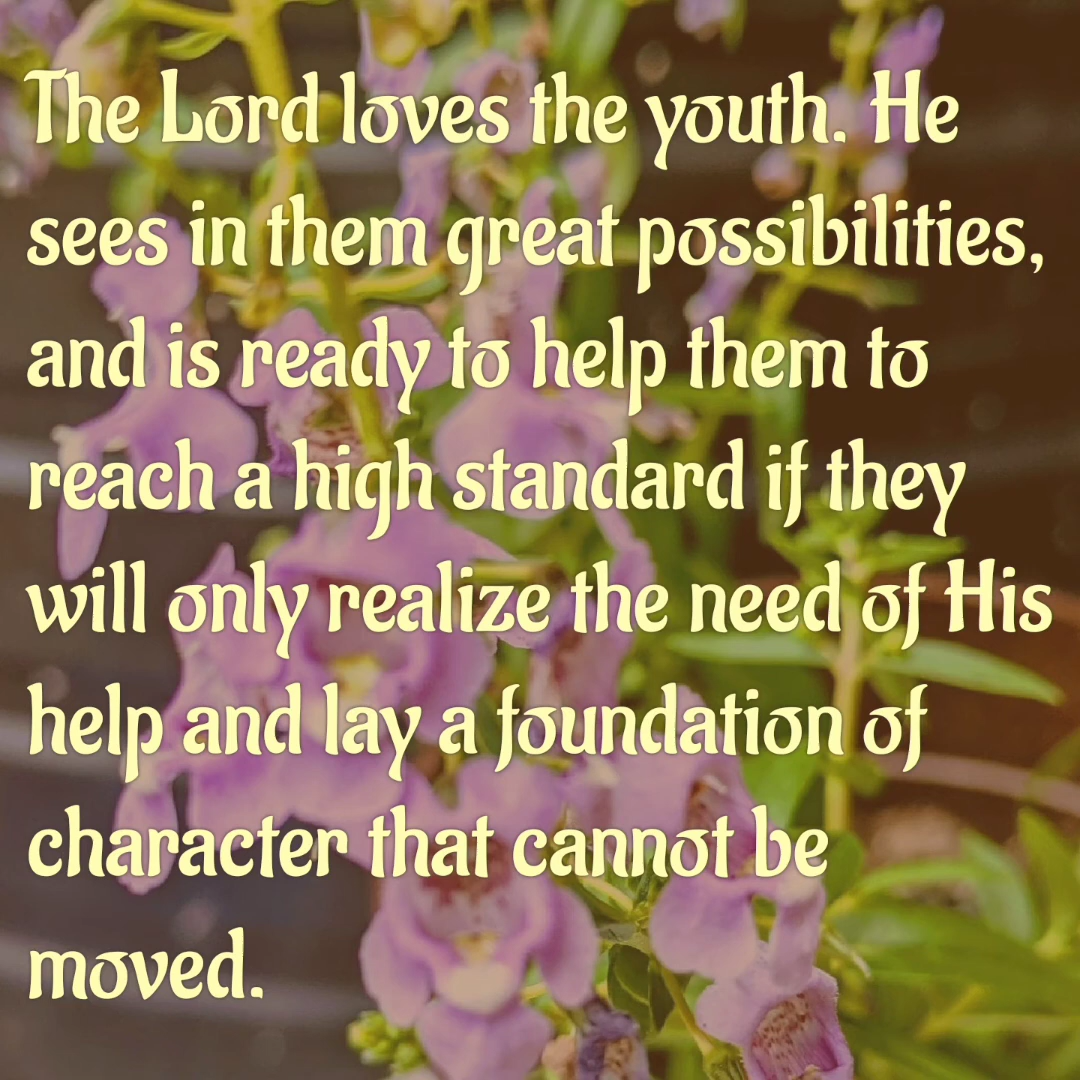 The Lord loves the youth. He
sees in them great possibilities,
and is ready to help them to
reach a high standard if they
will only realize the need of His
help and lay a foundation of
character that cannot be
moved.